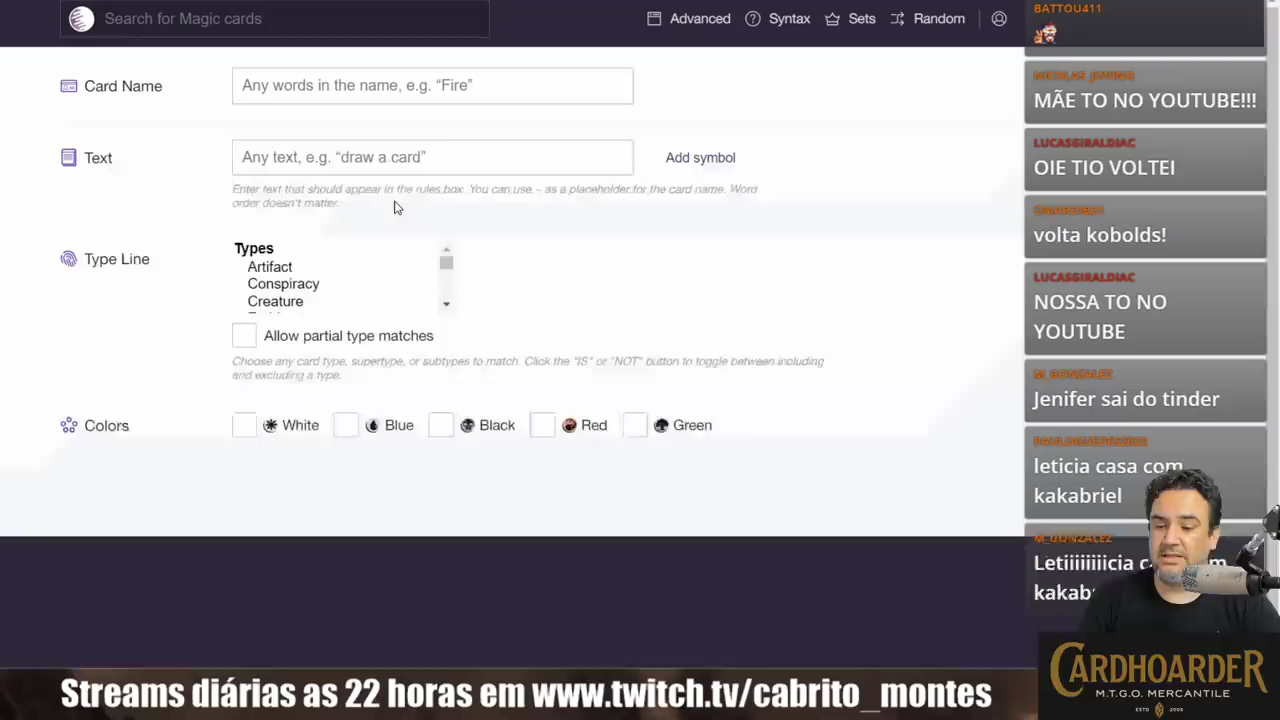 Search for Magic cards
Advanced
Syntax
Sets
Random
Card Name
Any words in the name, e.g. “Fire”
Text
Any text, e.g. “draw a card”
Add symbol
Enter text that should appear in the rules box. You can use ~ as a placeholder for the card name. Word
order doesn’t matter.
Type Line
Types
Artifact
Conspiracy
Creature
Allow partial type matches
Choose any card type, supertype, or subtypes to match. Click the “IS” or “NOT” button to toggle between including
and excluding a type.
Colors
White
Blue
Black
Red
Green
BATTOU411
MÃE TO NO YOUTUBE!!!
LUCASGIRALDIAC
OIE TIO VOLTEI
volta kobolds!
LUCASGIRALDIAC
NOSSA TO NO
YOUTUBE
M_GONZALEZ
Jenifer sai do tinder
leticia casa com
kakabriel
M_GONZALEZ
Letiiiiiiicia
kakab
CARDHOARDER
M.T.G.O. MERCANTILE
ESTD
Streams diárias as 22 horas em www.twitch.tv/cabrito_montes